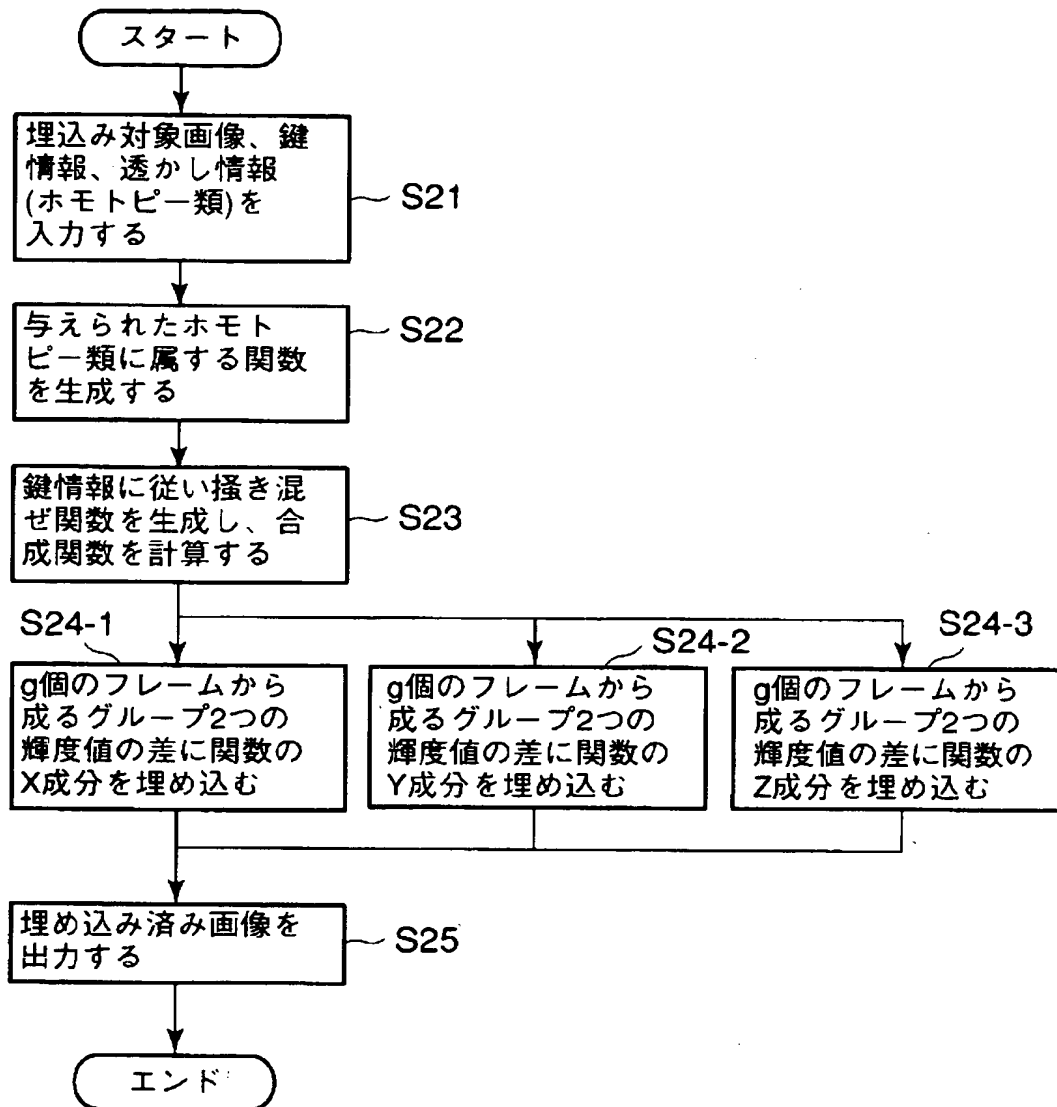 スタート
埋込み対象画像、鍵
情報、透かし情報
(ホモトピー類)を
入力する
S21
与えられたホモト
ピー類に属する関数
を生成する
S22
鍵情報に従い掻き混
ぜ関数を生成し、合
成関数を計算する
S23
S24-1
g個のフレームから
成るグループ2つの
輝度値の差に関数の
X成分を埋め込む
S24-2
g個のフレームから
成るグループ2つの
輝度値の差に関数の
Y成分を埋め込む
S24-3
g個のフレームから
成るグループ2つの
輝度値の差に関数の
Z成分を埋め込む
埋め込み済み画像を
出力する
S25
エンド